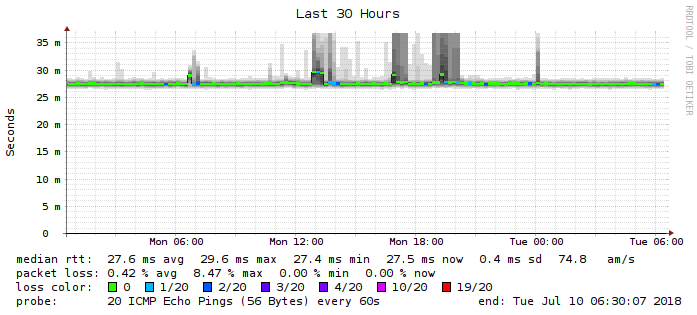 Last 30 Hours
RRDTOOL / TOBI OETIKER
Seconds
35 m
30 m
25 m
20 m
15 m
10 m
5 m
0
Mon 06:00 Mon 12:00 Mon 18:00 Tue 00:00 Tue 06:00
median rtt: 27.6 ms avg 29.6 ms max 27.4 ms min 27.5 ms now 0.4 ms sd 74.8 am/s
packet loss: 0.42 % avg 8.47 % max 0.00 % min 0.00 % now
loss color: 0 1/20 2/20 3/20 4/20 10/20 19/20
probe: 20 ICMP Echo Pings (56 Bytes) every 60s end: Tue Jul 10 06:30:07 2018